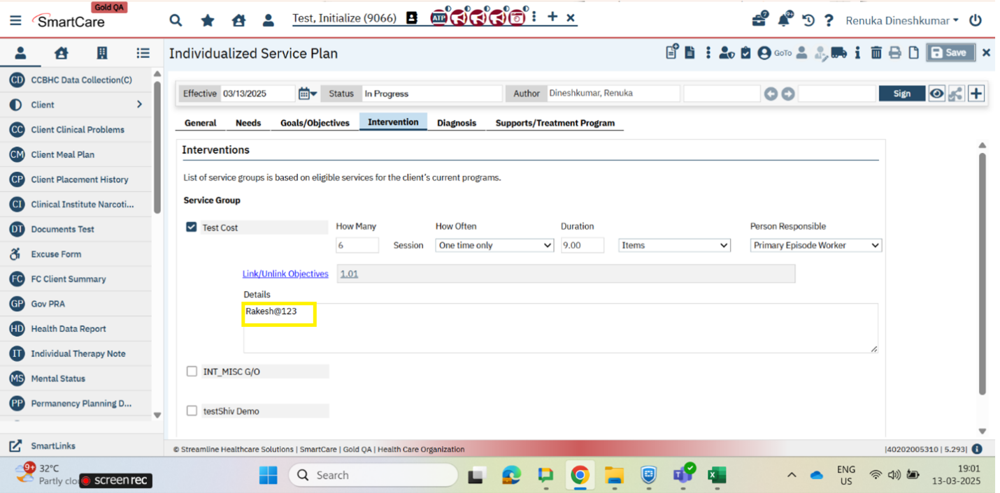 Gold QA
SmartCare
Test, Initialize (9066)
ATP
7
9+
?
Renuka Dineshkumar
Individualized Service Plan
GoTo
Save
CD CCBHC Data Collection(C)
Client
CC Client Clinical Problems
CM Client Meal Plan
CP Client Placement History
CI Clinical Institute Narcoti...
DT Documents Test
Excuse Form
FC FC Client Summary
GP Gov PRA
HD Health Data Report
IT Individual Therapy Note
MS Mental Status
PP Permanency Planning D...
SmartLinks
Effective 03/13/2025 Status In Progress Author Dineshkumar, Renuka Sign
General Needs Goals/Objectives Intervention Diagnosis Supports/Treatment Program
Interventions
List of service groups is based on eligible services for the client's current programs.
Service Group
Test Cost How Many How Often Duration Person Responsible
6 Session One time only 9.00 Items Primary Episode Worker
Link/Unlink Objectives 1.01
Details
Rakesh@123
INT_MISC G/O
testShiv Demo
© Streamline Healthcare Solutions | SmartCare | Gold QA | Health Care Organization |40202005310 | 5.293|
9+ 32°C
Partly clou
screenrec
Search
ENG
US
19:01
13-03-2025